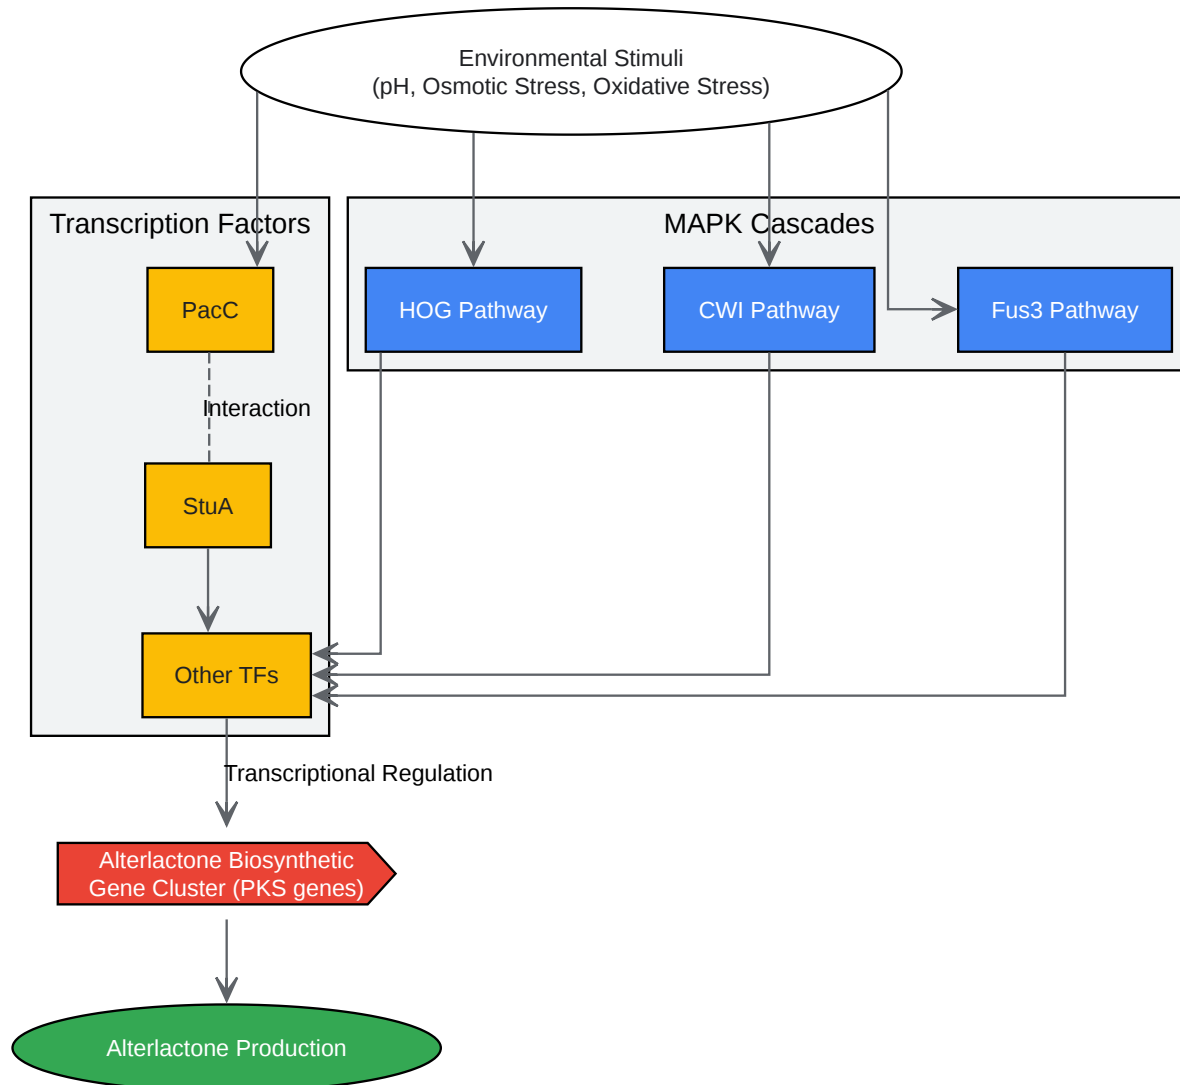 Environmental Stimuli
(pH, Osmotic Stress, Oxidative Stress)
Transcription Factors
MAPK Cascades
PacC
HOG Pathway
CWI Pathway
Fus3 Pathway
Interaction
StuA
Other TFs
Transcriptional Regulation
Alterlactone Biosynthetic
Gene Cluster (PKS genes)
Alterlactone Production